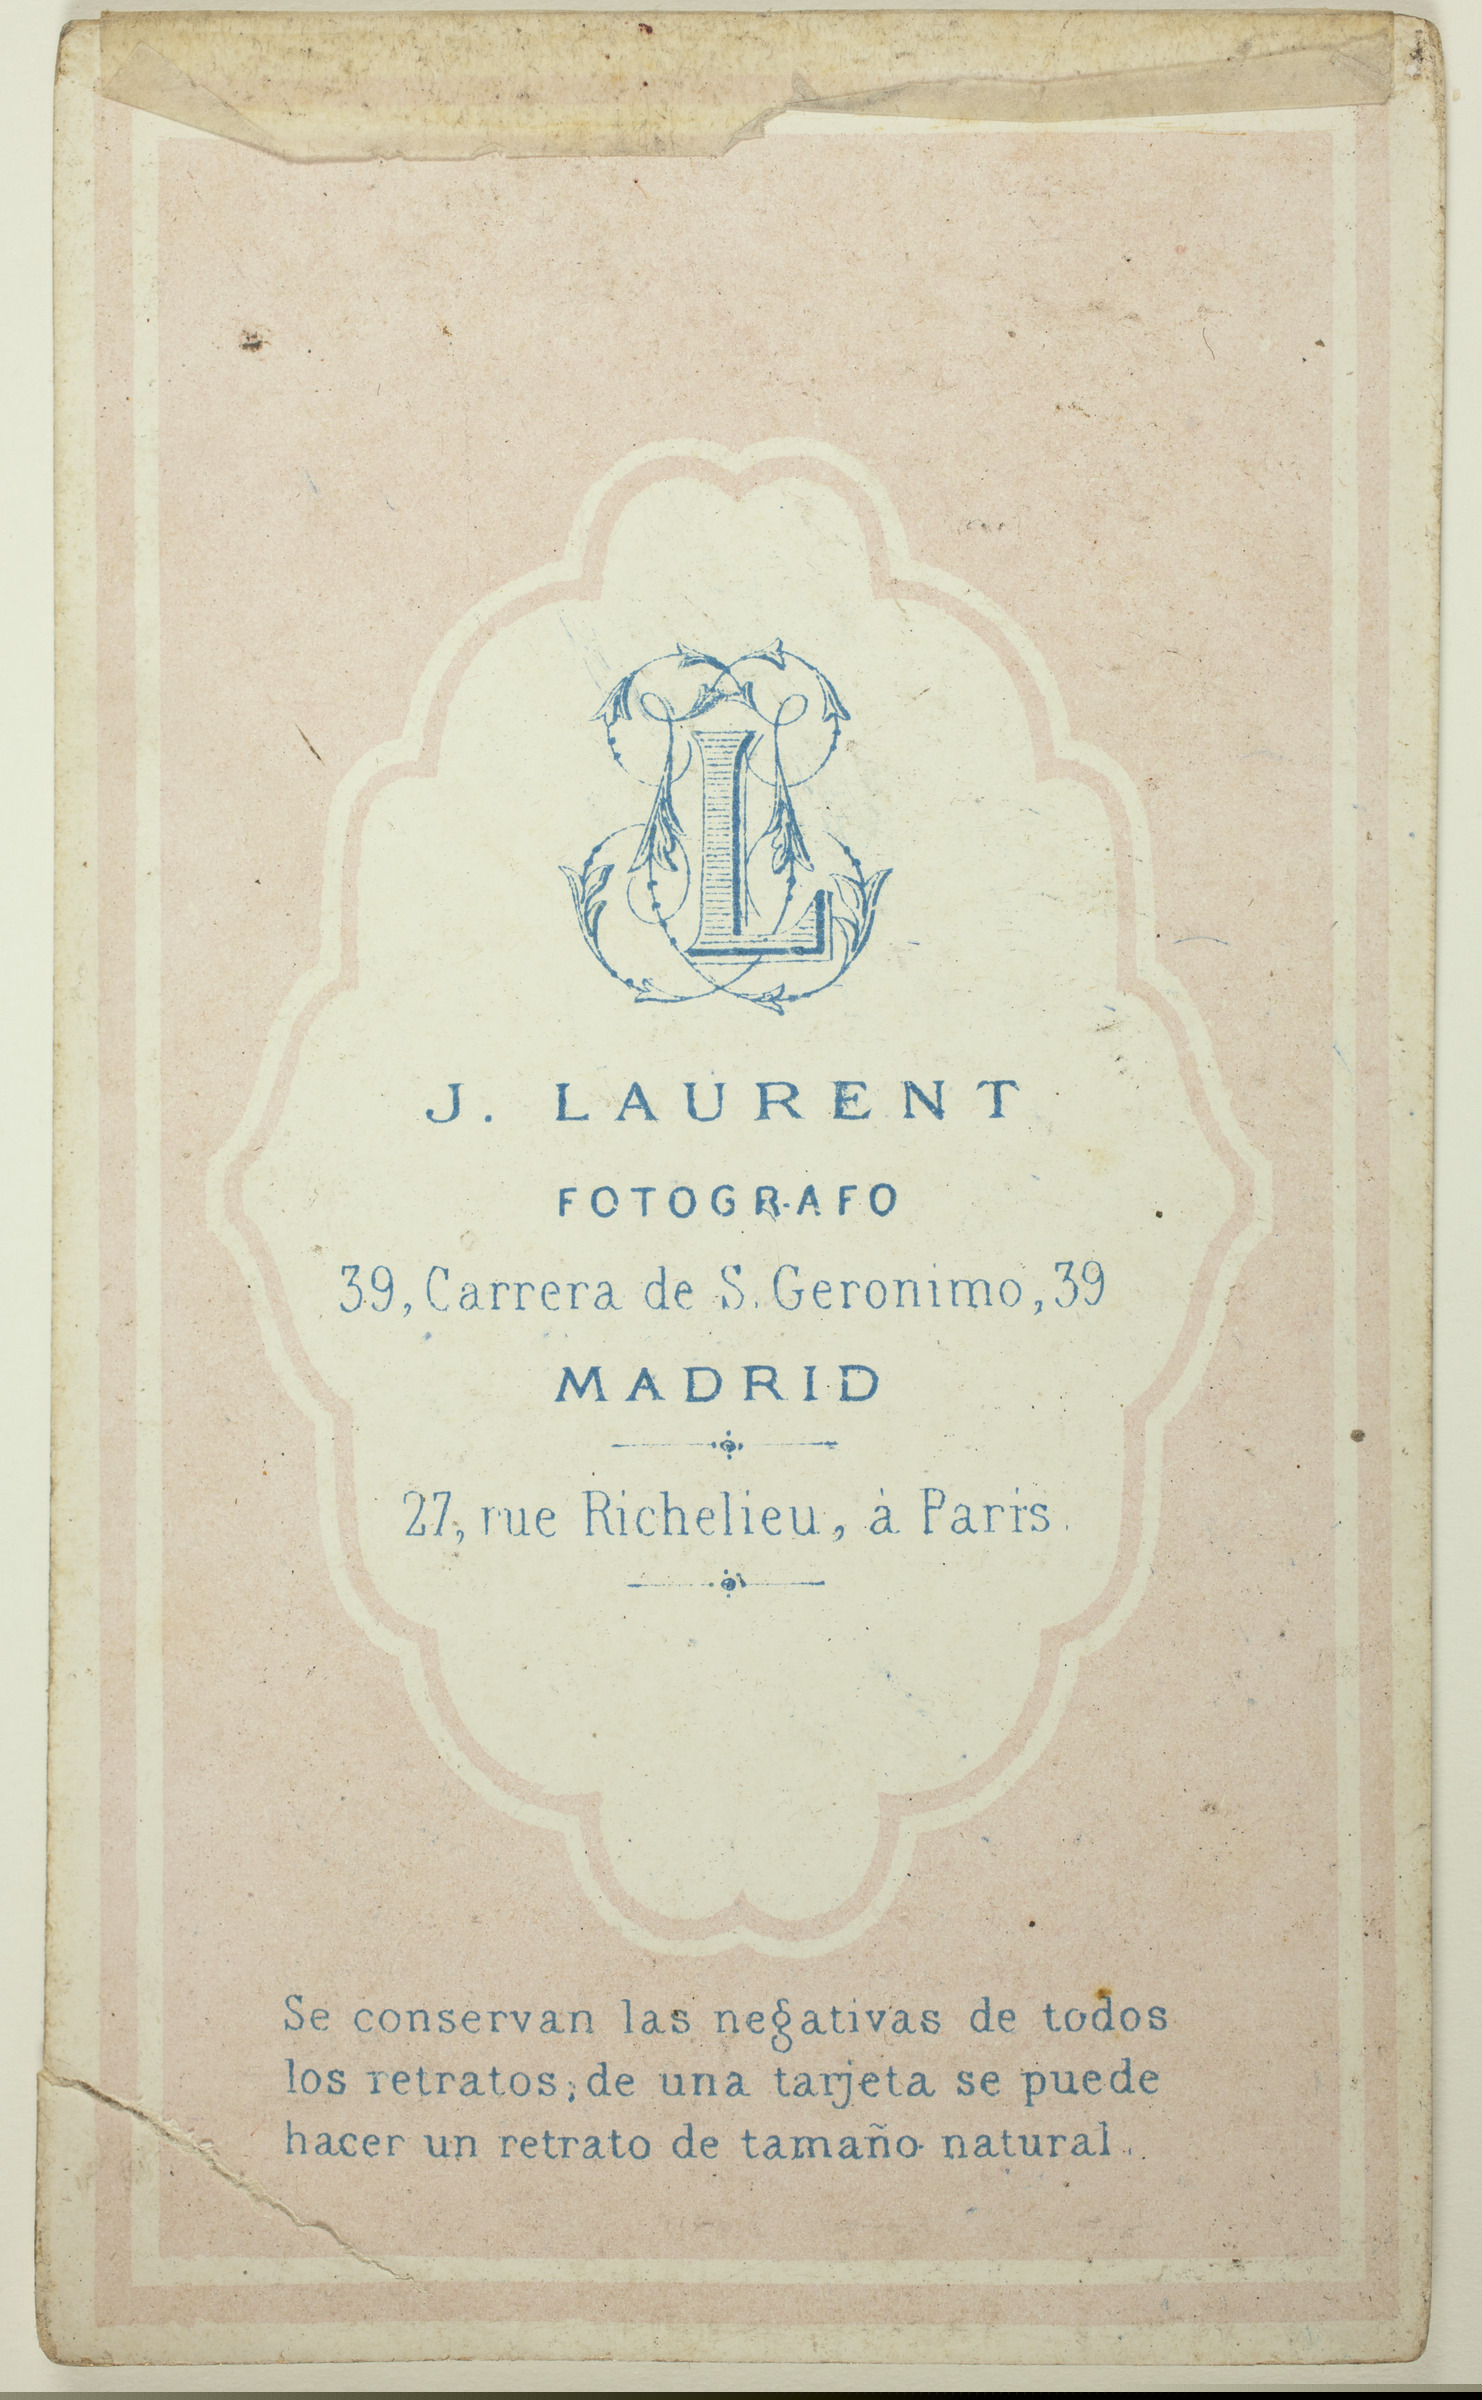 JL
J. LAURENT
FOTOGRAFO
39, Carrera de S. Geronimo, 39
MADRID
27, rue Richelieu, à Paris.
Se conservan las negativas de todos
los retratos; de una tarjeta se puede
hacer un retrato de tamaño natural.